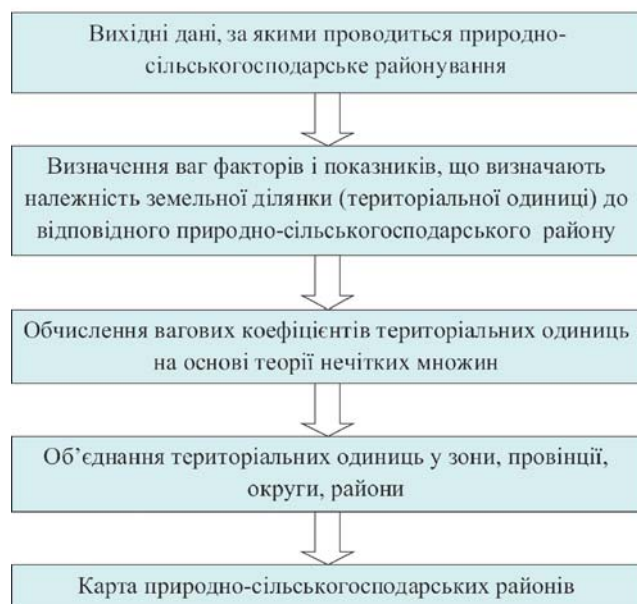 Вихідні дані, за якими проводиться природно-
сільськогосподарське районування
Визначення ваг факторів і показників, що визначають
належність земельної ділянки (територіальної одиниці) до
відповідного природно-сільськогосподарського району
Обчислення вагових коефіцієнтів територіальних одиниць
на основі теорії нечітких множин
Об’єднання територіальних одиниць у зони, провінції,
округи, райони
Карта природно-сільськогосподарських районів